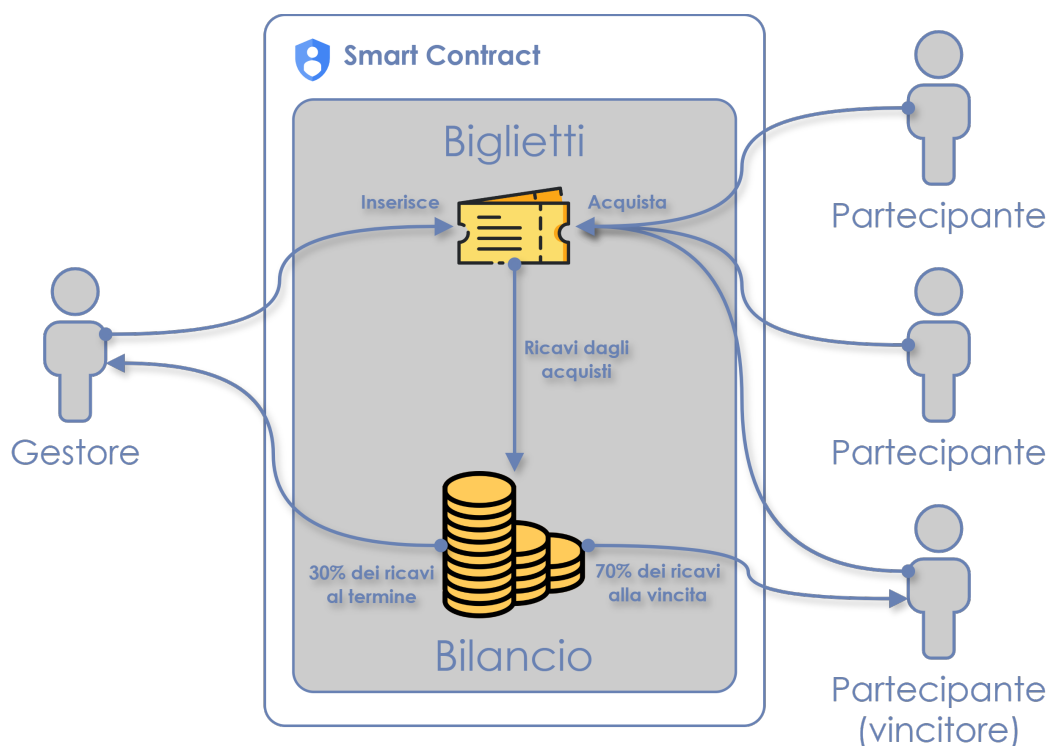 Smart Contract
Biglietti
Inserisce
Acquista
Partecipante
Ricavi dagli
acquisti
Gestore
Partecipante
30% dei ricavi
al termine
70% dei ricavi
alla vincita
Bilancio
Partecipante
(vincitore)